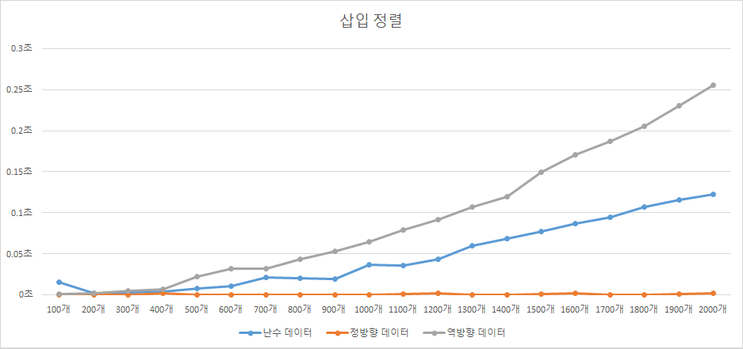 삽입 정렬
0.3초
0.25초
0.2초
0.15초
0.1초
0.05초
0초
100개 200개 300개 400개 500개 600개 700개 800개 900개 1000개 1100개 1200개 1300개 1400개 1500개 1600개 1700개 1800개 1900개 2000개
난수 데이터 정방향 데이터 역방향 데이터